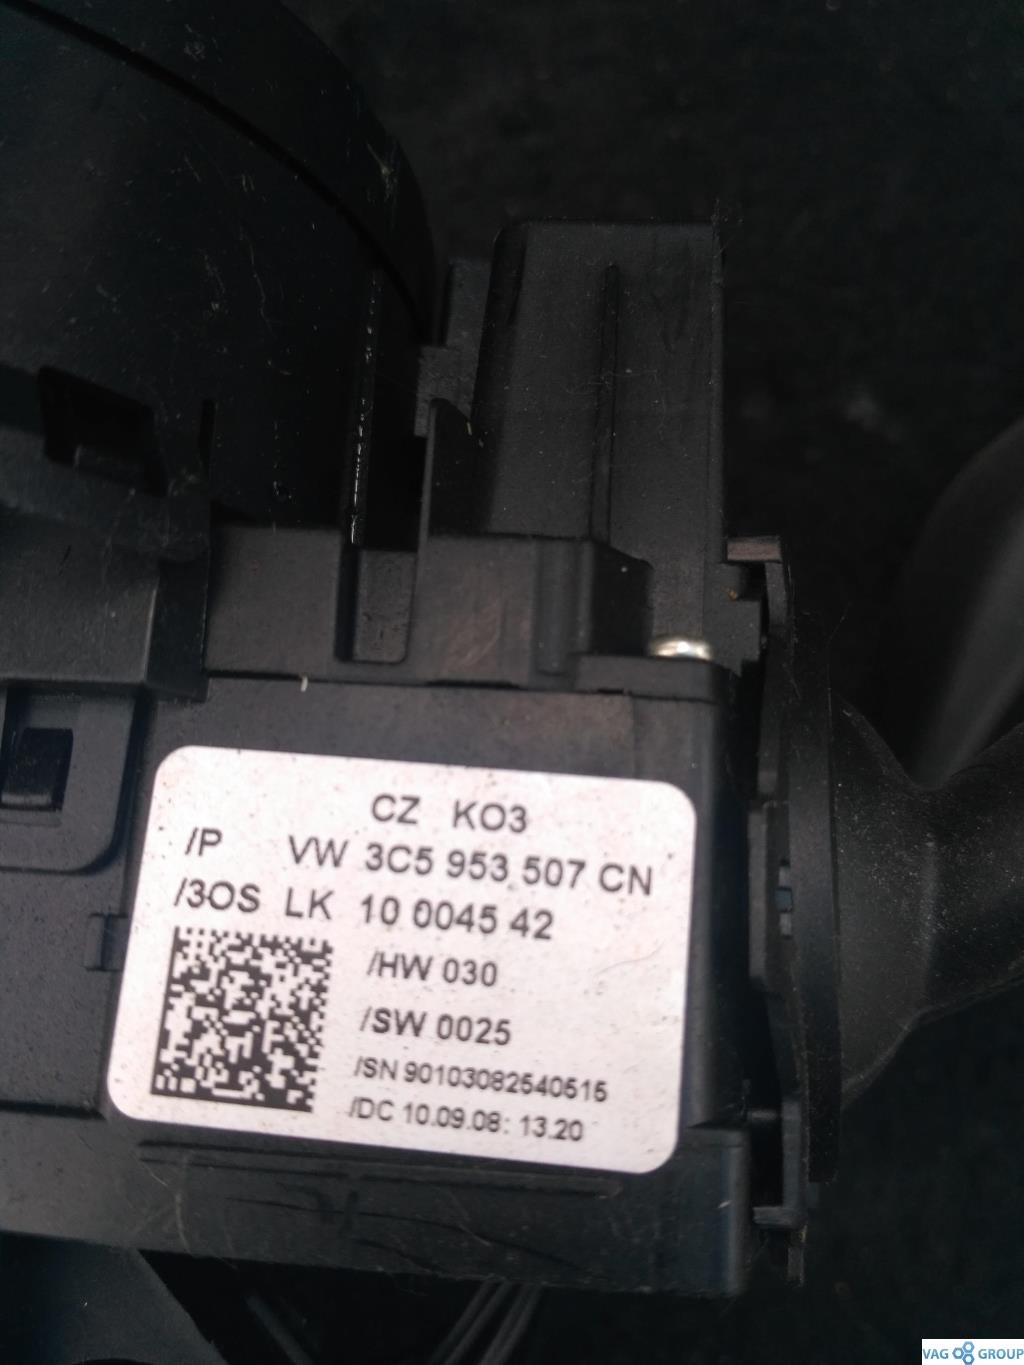 CZ KO3
/P VW 3C5 953 507 CN
/3OS LK 10 0045 42
/HW 030
/SW 0025
/SN 90103082540515
/DC 10.09.08: 13.20
VAG GROUP